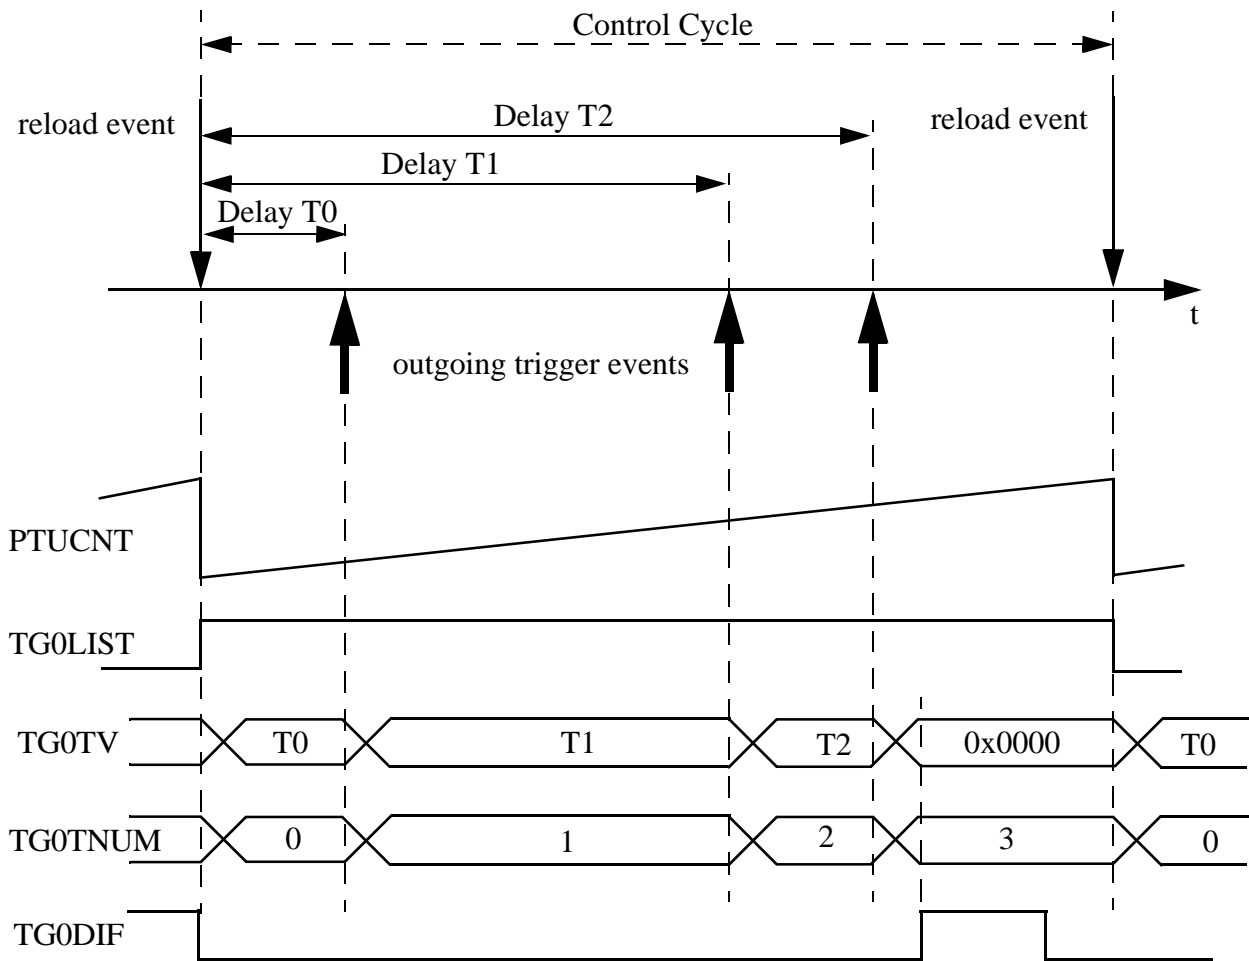 Control Cycle
reload event
Delay T2
reload event
Delay T1
Delay T0
t
outgoing trigger events
PTUCNT
TG0LIST
TG0TV T0 T1 T2 0x0000 T0
TG0TNUM 0 1 2 3 0
TG0DIF